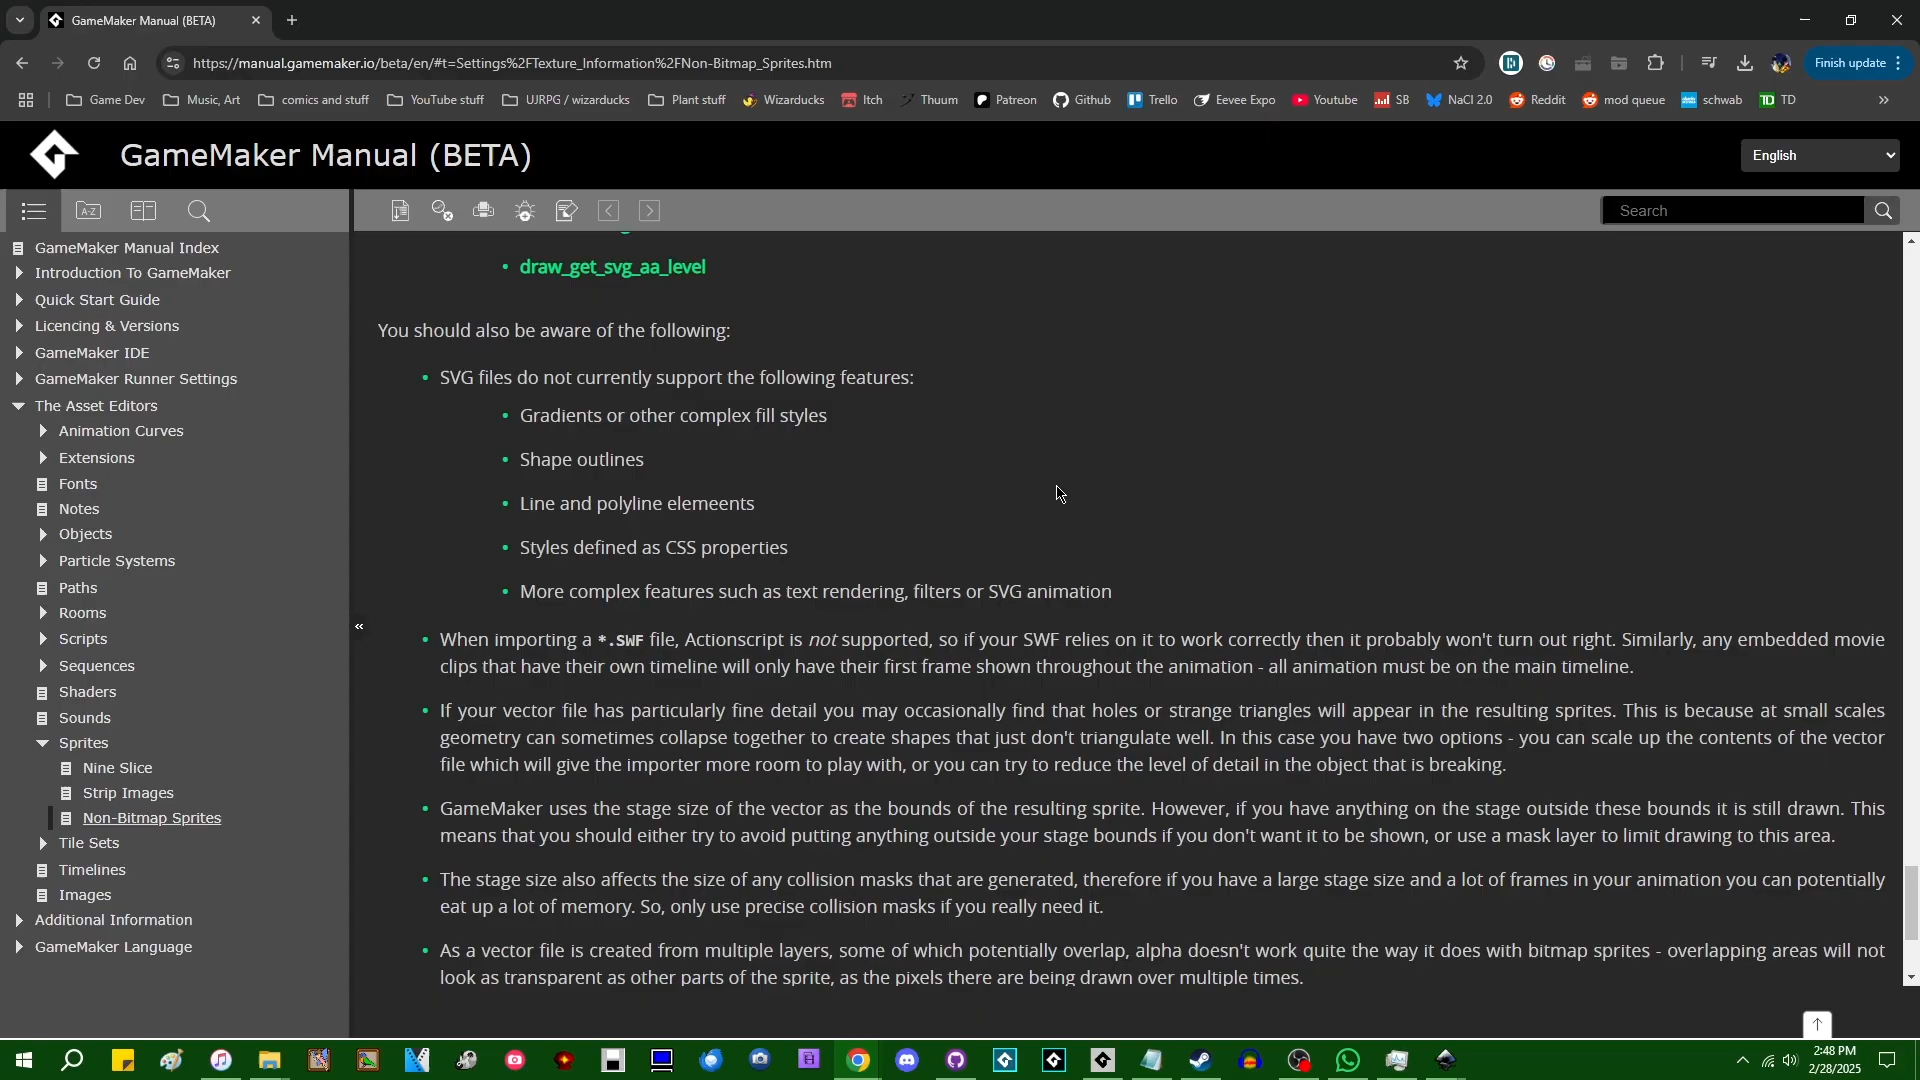 GameMaker Manual (BETA)
https://manual.gamemaker.io/beta/en/#t=Settings%2FTexture_Information%2FNon-Bitmap_Sprites.htm
Finish update
Game Dev
Music, Art
comics and stuff
YouTube stuff
UJRPG / wizarducks
Plant stuff
Wizarducks
Itch
Thuum
Patreon
Github
Trello
Eevee Expo
Youtube
SB
NaCl 2.0
Reddit
mod queue
schwab
TD
GameMaker Manual (BETA)
English
A-Z
Search
GameMaker Manual Index
Introduction To GameMaker
Quick Start Guide
Licencing & Versions
GameMaker IDE
GameMaker Runner Settings
The Asset Editors
Animation Curves
Extensions
Fonts
Notes
Objects
Particle Systems
Paths
Rooms
Scripts
Sequences
Shaders
Sounds
Sprites
Nine Slice
Strip Images
Non-Bitmap Sprites
Tile Sets
Timelines
Images
Additional Information
GameMaker Language
• draw_get_svg_aa_level
You should also be aware of the following:
• SVG files do not currently support the following features:
• Gradients or other complex fill styles
• Shape outlines
• Line and polyline elemeents
• Styles defined as CSS properties
• More complex features such as text rendering, filters or SVG animation
• When importing a *.SWF file, Actionscript is not supported, so if your SWF relies on it to work correctly then it probably won't turn out right. Similarly, any embedded movie
clips that have their own timeline will only have their first frame shown throughout the animation - all animation must be on the main timeline.
• If your vector file has particularly fine detail you may occasionally find that holes or strange triangles will appear in the resulting sprites. This is because at small scales
geometry can sometimes collapse together to create shapes that just don't triangulate well. In this case you have two options - you can scale up the contents of the vector
file which will give the importer more room to play with, or you can try to reduce the level of detail in the object that is breaking.
• GameMaker uses the stage size of the vector as the bounds of the resulting sprite. However, if you have anything on the stage outside these bounds it is still drawn. This
means that you should either try to avoid putting anything outside your stage bounds if you don't want it to be shown, or use a mask layer to limit drawing to this area.
• The stage size also affects the size of any collision masks that are generated, therefore if you have a large stage size and a lot of frames in your animation you can potentially
eat up a lot of memory. So, only use precise collision masks if you really need it.
• As a vector file is created from multiple layers, some of which potentially overlap, alpha doesn't work quite the way it does with bitmap sprites - overlapping areas will not
look as transparent as other parts of the sprite, as the pixels there are being drawn over multiple times.
2:48 PM
2/28/2025